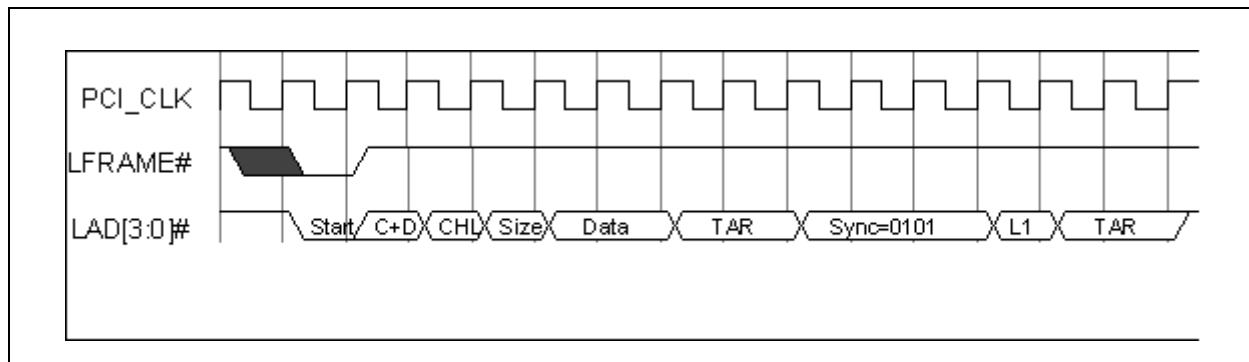 PCI_CLK
LFRAME#
LAD[3:0]# Start C+D CHL Size Data TAR Sync=0101 L1 TAR